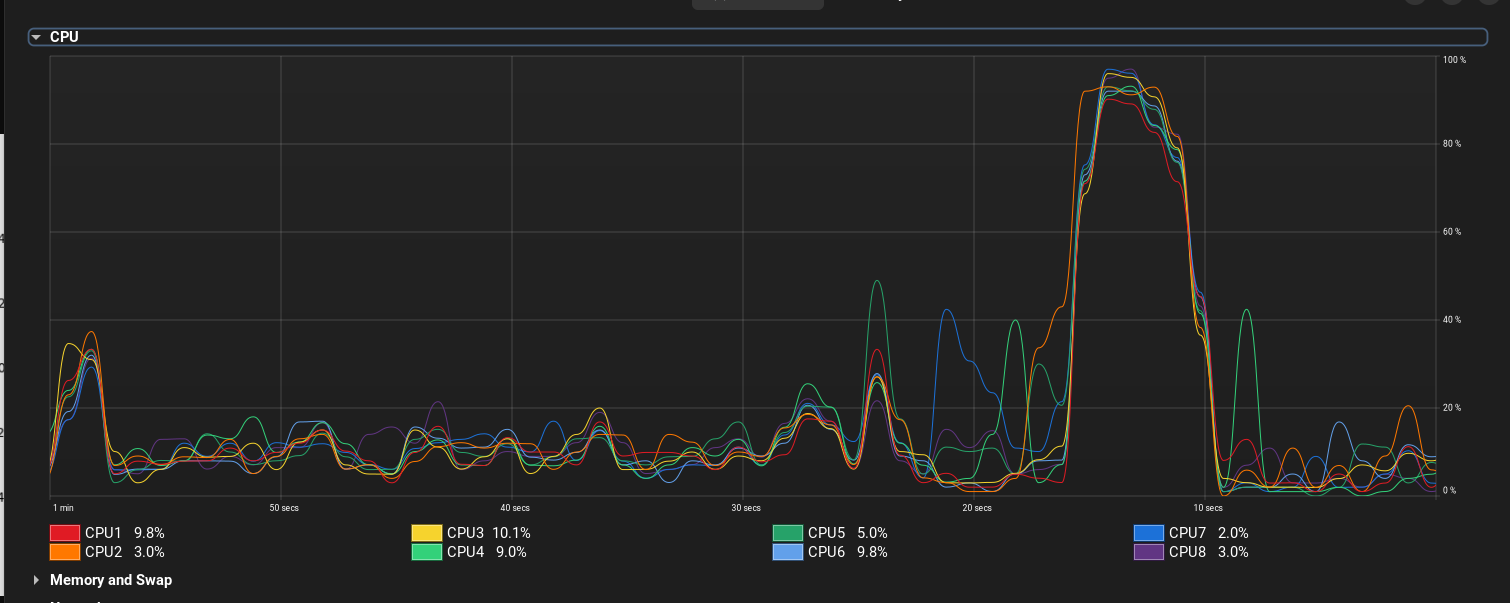 CPU
100 %
80 %
60 %
40 %
20 %
0 %
1 min 50 secs 40 secs 30 secs 20 secs 10 secs
CPU1 9.8% CPU3 10.1% CPU5 5.0% CPU7 2.0%
CPU2 3.0% CPU4 9.0% CPU6 9.8% CPU8 3.0%
Memory and Swap